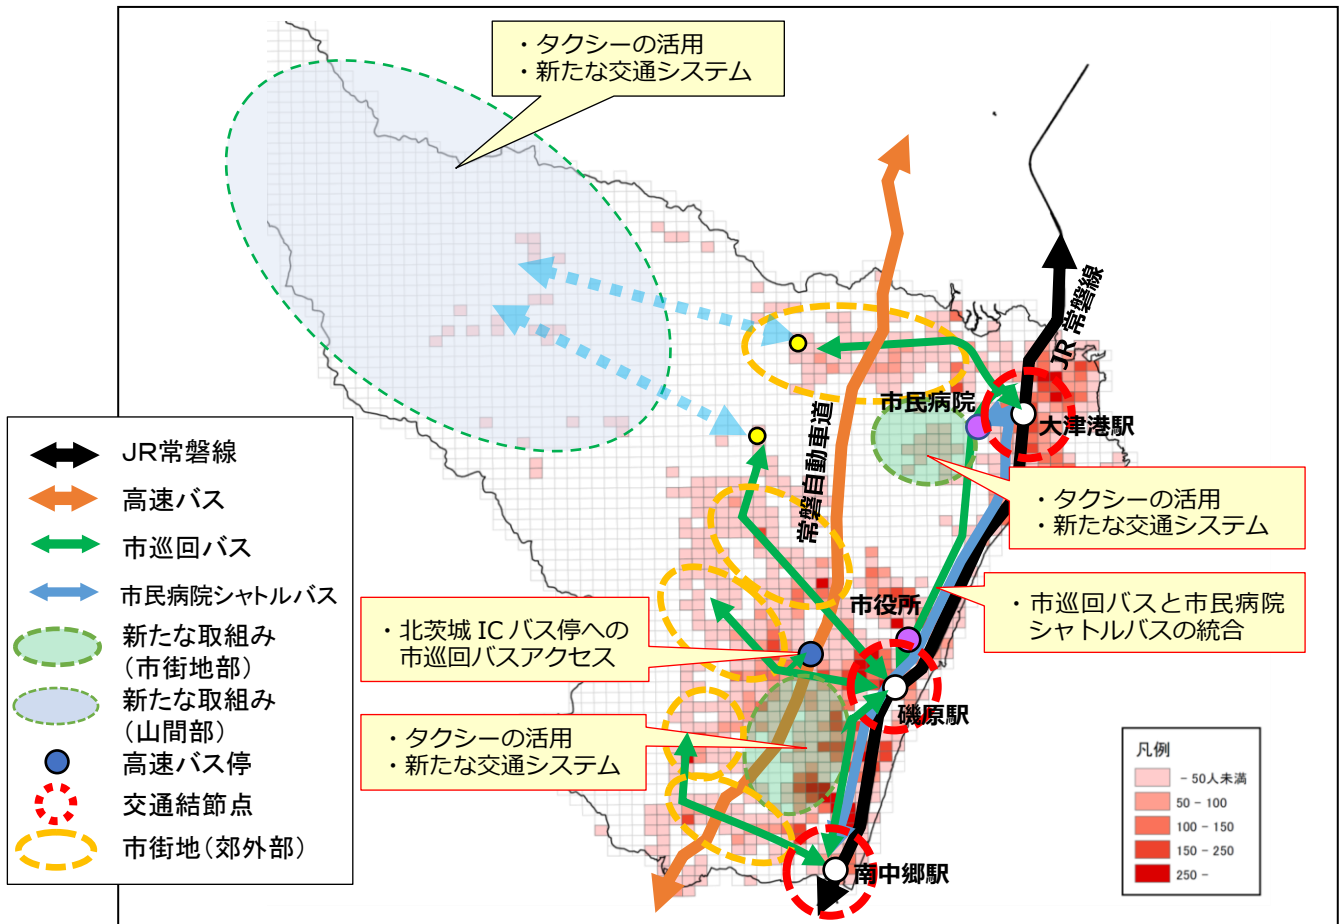 ・タクシーの活用
・新たな交通システム
JR 常磐線
市民病院
大津港駅
常磐自動車道
・タクシーの活用
・新たな交通システム
市役所
・市巡回バスと市民病院
シャトルバスの統合
・北茨城 IC バス停への
市巡回バスアクセス
磯原駅
・タクシーの活用
・新たな交通システム
南中郷駅
JR常磐線
高速バス
市巡回バス
市民病院シャトルバス
新たな取組み
(市街地部)
新たな取組み
(山間部)
高速バス停
交通結節点
市街地(郊外部)
凡例
- 50人未満
50 - 100
100 - 150
150 - 250
250 -